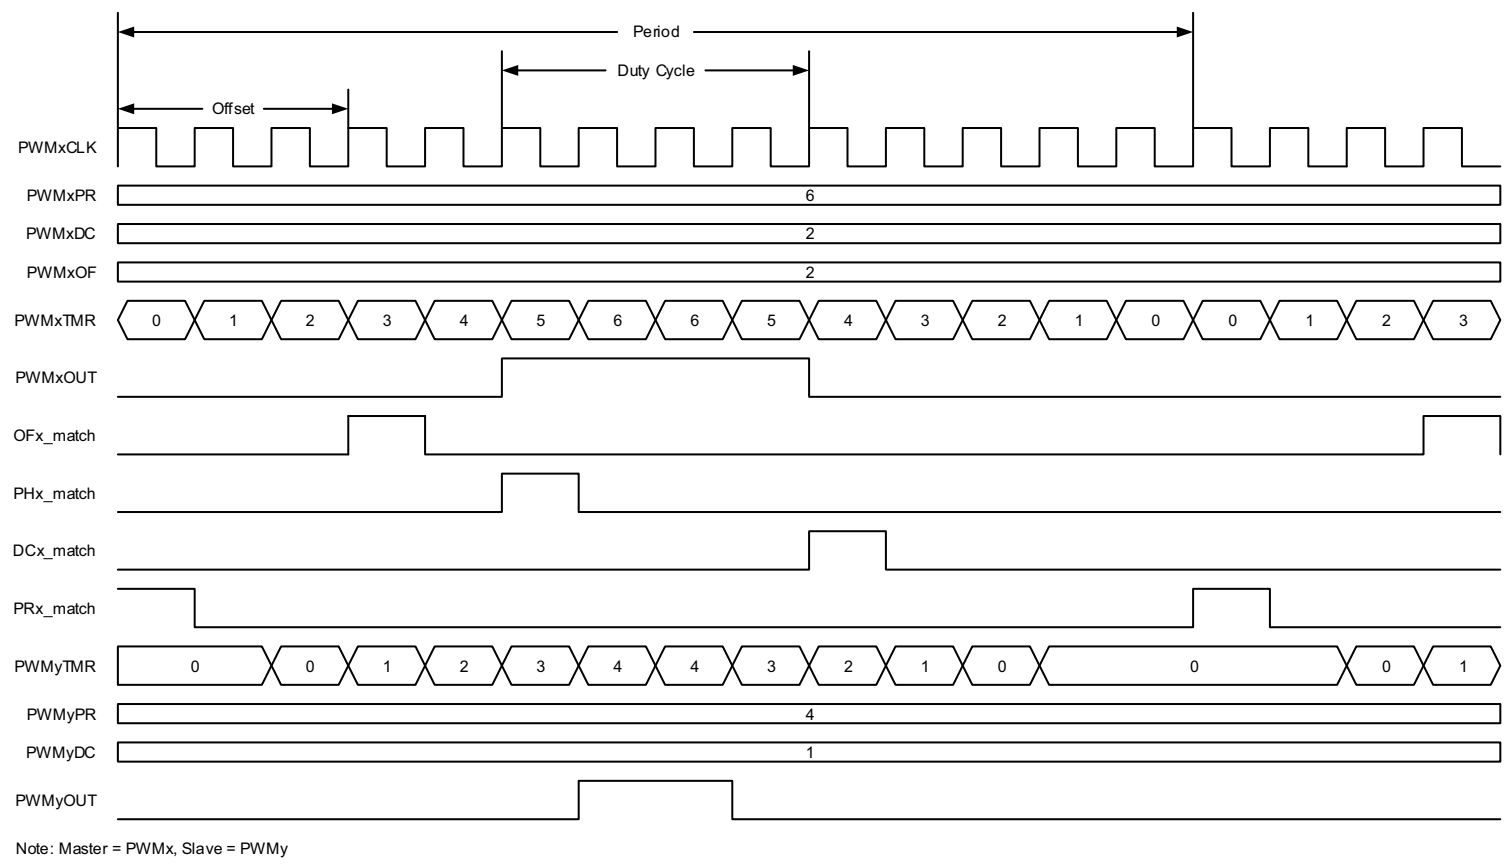 Period
Duty Cycle
Offset
PWMxCLK
PWMxPR 6
PWMxDC 2
PWMxOF 2
PWMxTMR 0 1 2 3 4 5 6 6 5 4 3 2 1 0 0 1 2 3
PWMxOUT
OFx_match
PHx_match
DCx_match
PRx_match
PWMyTMR 0 0 1 2 3 4 4 3 2 1 0 0 0 1
PWMyPR 4
PWMyDC 1
PWMyOUT
Note: Master = PWMx, Slave = PWMy